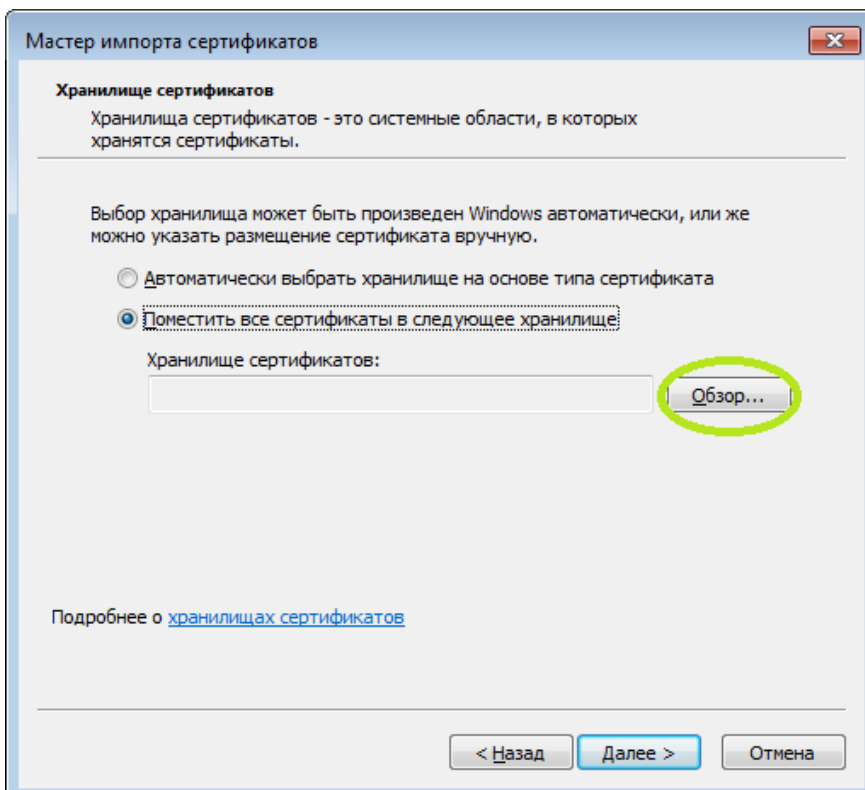 Мастер импорта сертификатов
Хранилище сертификатов
Хранилища сертификатов - это системные области, в которых
хранятся сертификаты.
Выбор хранилища может быть произведен Windows автоматически, или же
можно указать размещение сертификата вручную.
Автоматически выбрать хранилище на основе типа сертификата
Поместить все сертификаты в следующее хранилище
Хранилище сертификатов:
Обзор...
Подробнее о хранилищах сертификатов
< Назад Далее > Отмена